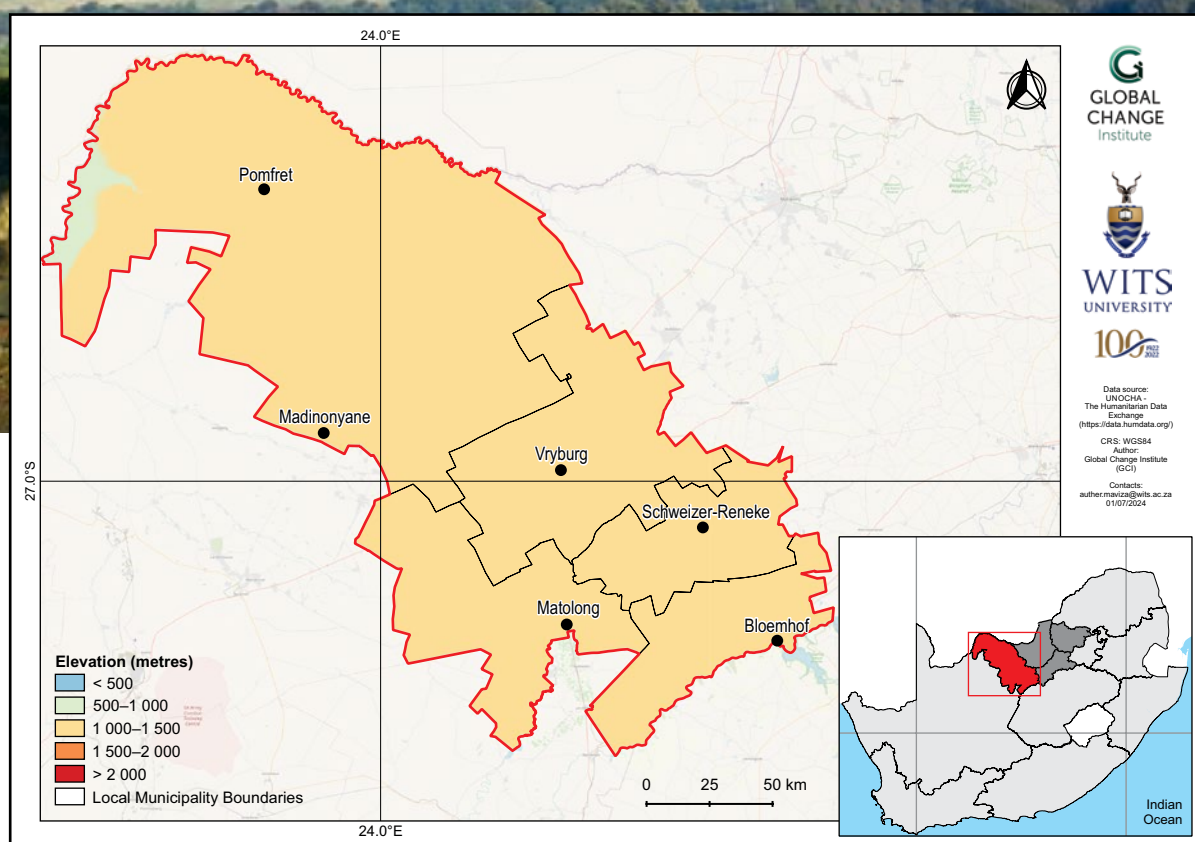 24.0°E
Pomfret
Madinonyane
Vryburg
27.0°S
Schweizer-Reneke
Matolong
Bloemhof
Elevation (metres)
< 500
500–1 000
1 000–1 500
1 500–2 000
> 2 000
Local Municipality Boundaries
0 25 50 km
24.0°E
GLOBAL
CHANGE
Institute
WITS
UNIVERSITY
100 1922
2022
Data source:
UNOCHA -
The Humanitarian Data
Exchange
(https://data.humdata.org/)
CRS: WGS84
Author:
Global Change Institute
(GCI)
Contacts:
auther.maviza@wits.ac.za
01/07/2024
Indian
Ocean